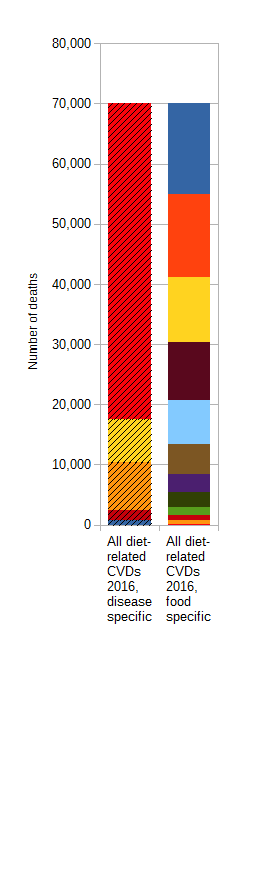 80,000
70,000
60,000
50,000
40,000
30,000
20,000
10,000
0
Number of deaths
All diet-
related
CVDs
2016,
disease
specific
All diet-
related
CVDs
2016,
food
specific